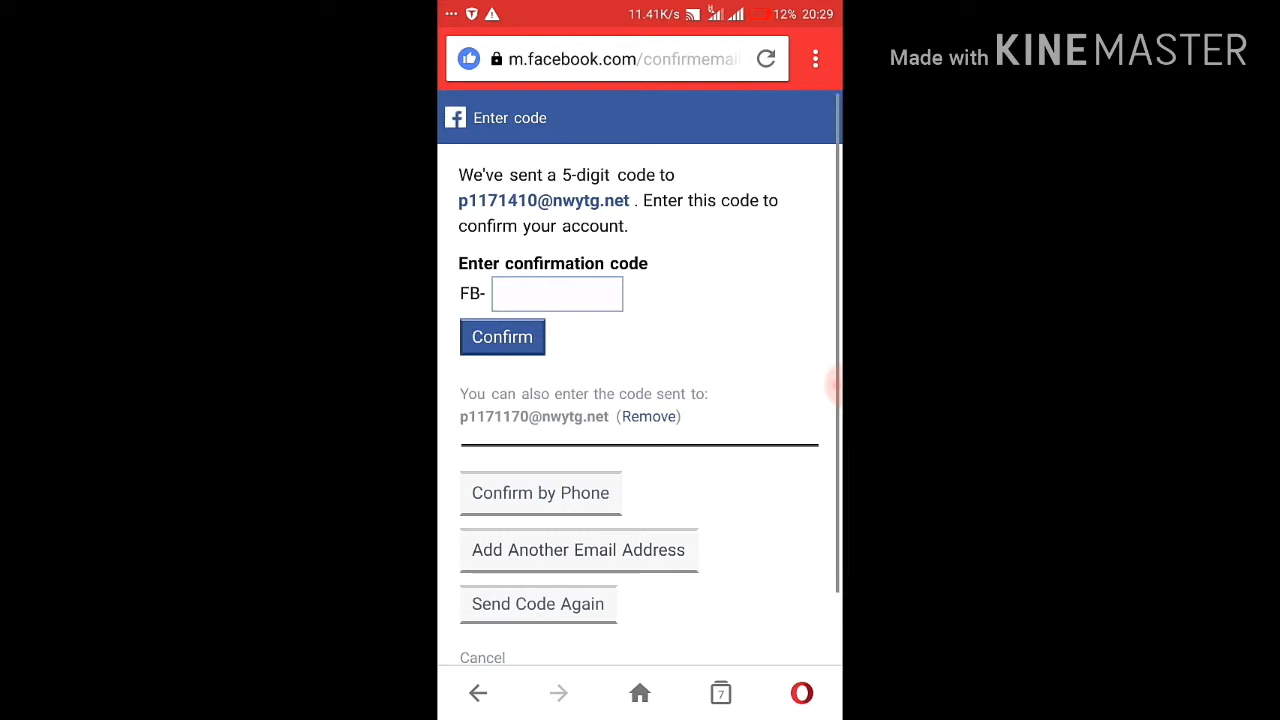 11.41K/s 12% 20:29
Made with KINEMASTER
m.facebook.com/confirmemai
Enter code
We've sent a 5-digit code to
p1171410@nwytg.net . Enter this code to
confirm your account.
Enter confirmation code
FB-
Confirm
You can also enter the code sent to:
p1171170@nwytg.net (Remove)
Confirm by Phone
Add Another Email Address
Send Code Again
Cancel
7